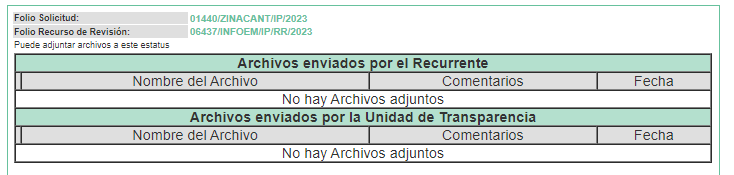 Folio Solicitud: 01440/ZINACANT/IP/2023
Folio Recurso de Revisión: 06437/INFOEM/IP/RR/2023
Puede adjuntar archivos a este estatus
Archivos enviados por el Recurrente
Nombre del Archivo Comentarios Fecha
No hay Archivos adjuntos
Archivos enviados por la Unidad de Transparencia
Nombre del Archivo Comentarios Fecha
No hay Archivos adjuntos